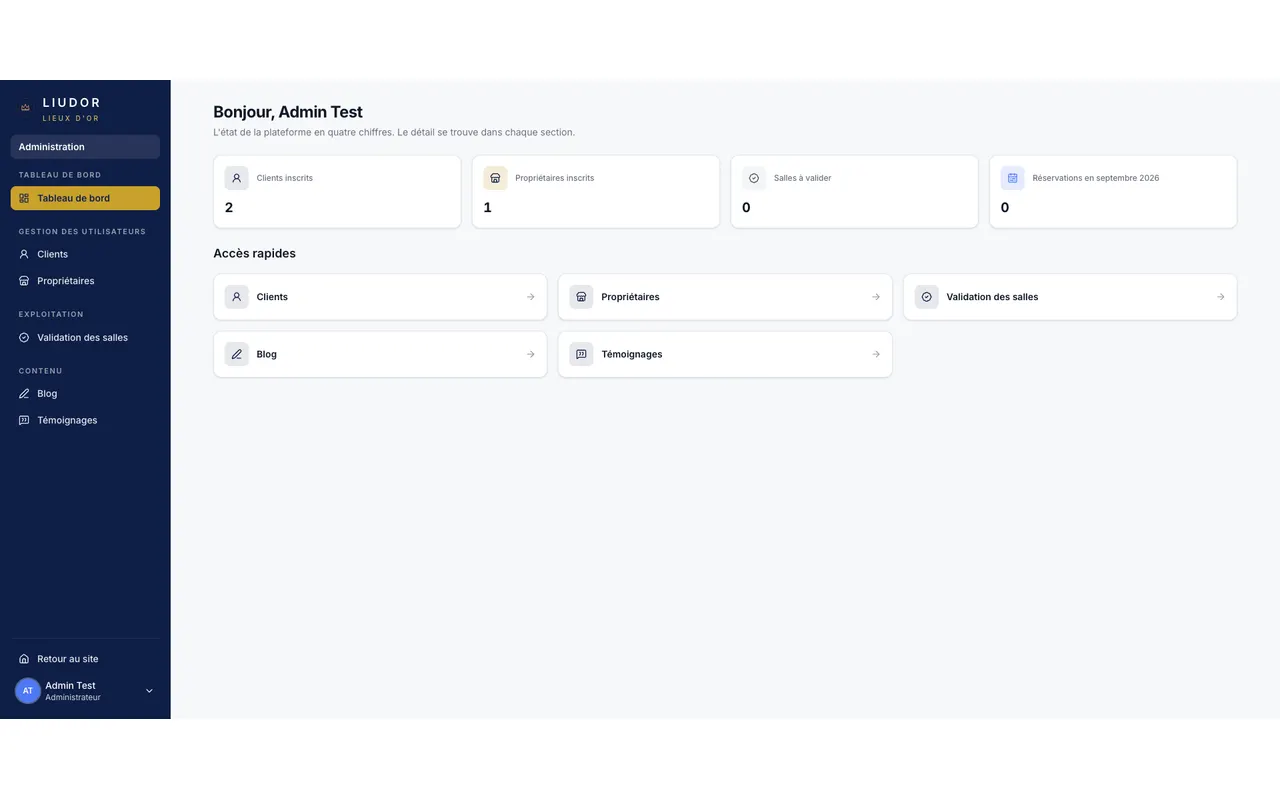 LIUDOR
LIEUX D'OR
Administration
TABLEAU DE BORD
Tableau de bord
GESTION DES UTILISATEURS
Clients
Propriétaires
EXPLOITATION
Validation des salles
CONTENU
Blog
Témoignages
Retour au site
AT
Admin Test
Administrateur
Bonjour, Admin Test
L'état de la plateforme en quatre chiffres. Le détail se trouve dans chaque section.
Clients inscrits
2
Propriétaires inscrits
1
Salles à valider
0
Réservations en septembre 2026
0
Accès rapides
Clients
Propriétaires
Validation des salles
Blog
Témoignages